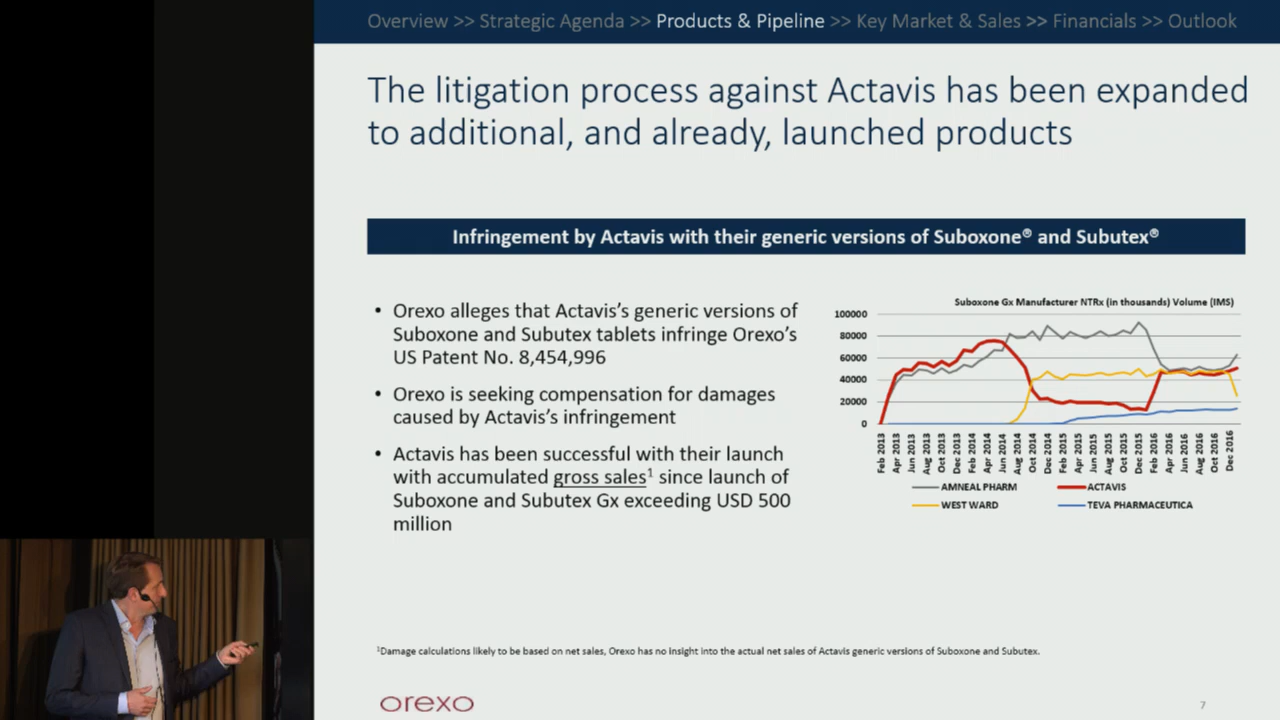 Overview >> Strategic Agenda >> Products & Pipeline >> Key Market & Sales >> Financials >> Outlook
The litigation process against Actavis has been expanded
to additional, and already, launched products
Infringement by Actavis with their generic versions of Suboxone® and Subutex®
• Orexo alleges that Actavis's generic versions of
Suboxone and Subutex tablets infringe Orexo's
US Patent No. 8,454,996
• Orexo is seeking compensation for damages
caused by Actavis's infringement
• Actavis has been successful with their launch
with accumulated gross sales¹ since launch of
Suboxone and Subutex Gx exceeding USD 500
million
Suboxone Gx Manufacturer NTRx (in thousands) Volume (IMS)
100000
80000
60000
40000
20000
0
Feb 2013
Apr 2013
Jun 2013
Aug 2013
Oct 2013
Dec 2013
Feb 2014
Apr 2014
Jun 2014
Aug 2014
Oct 2014
Dec 2014
Feb 2015
Apr 2015
Jun 2015
Aug 2015
Oct 2015
Dec 2015
Feb 2016
Apr 2016
Jun 2016
Aug 2016
Oct 2016
Dec 2016
AMNEAL PHARM
ACTAVIS
WEST WARD
TEVA PHARMACEUTICA
¹Damage calculations likely to be based on net sales, Orexo has no insight into the actual net sales of Actavis generic versions of Suboxone and Subutex.
orexo
7